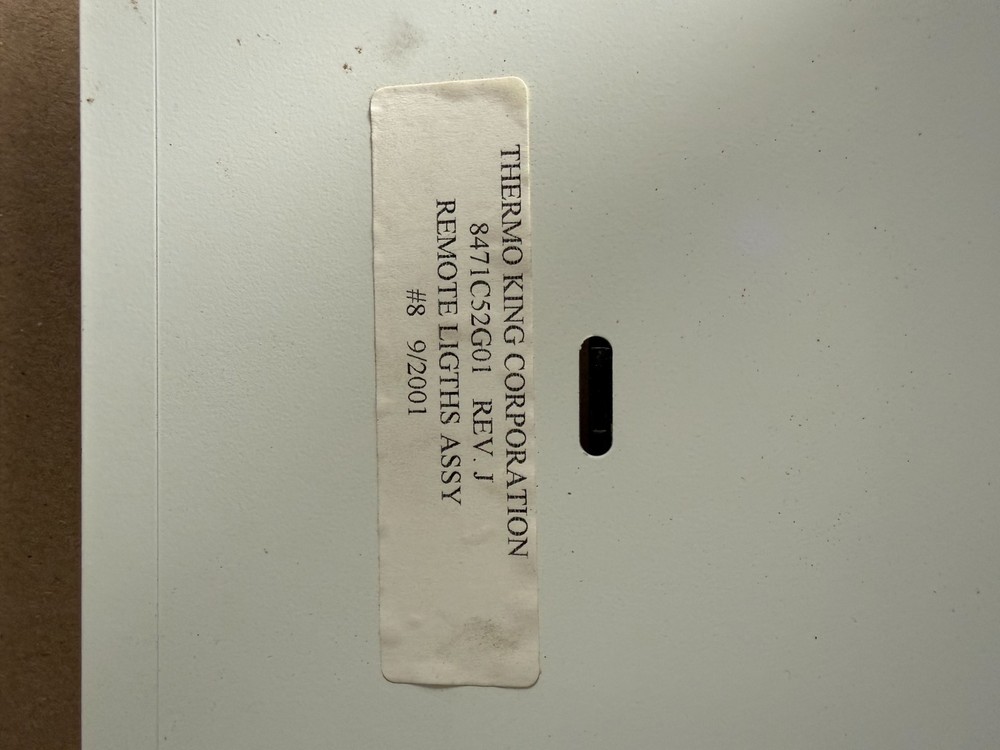 THERMO KING CORPORATION
8471C52G01 REV. J
REMOTE LIGTHS ASSY
#8 9/2001